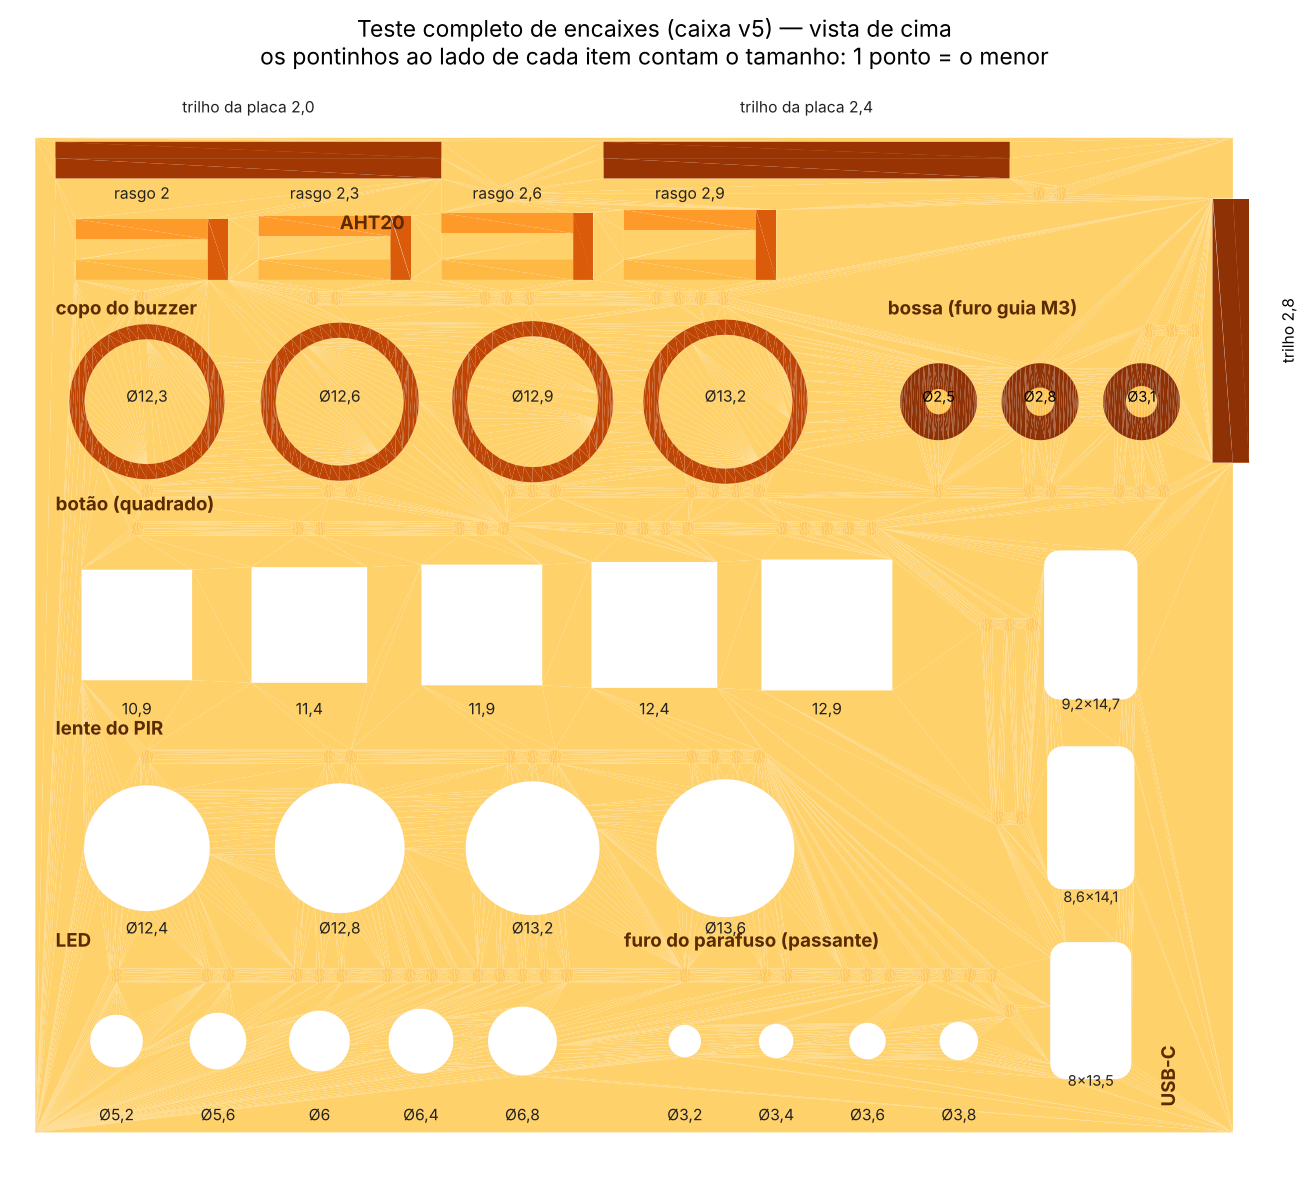 Teste completo de encaixes (caixa v5) — vista de cima
os pontinhos ao lado de cada item contam o tamanho: 1 ponto = o menor
trilho da placa 2,0
trilho da placa 2,4
rasgo 2
rasgo 2,3
rasgo 2,6
rasgo 2,9
AHT20
trilho 2,8
copo do buzzer
bossa (furo guia M3)
Ø12,3
Ø12,6
Ø12,9
Ø13,2
Ø2,5
Ø2,8
Ø3,1
botão (quadrado)
10,9
11,4
11,9
12,4
12,9
9,2×14,7
lente do PIR
8,6×14,1
Ø12,4
Ø12,8
Ø13,2
Ø13,6
LED
furo do parafuso (passante)
USB-C
8×13,5
Ø5,2
Ø5,6
Ø6
Ø6,4
Ø6,8
Ø3,2
Ø3,4
Ø3,6
Ø3,8